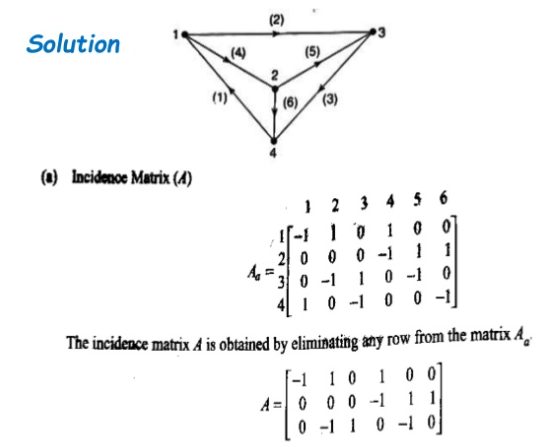 Solution
(2)
1
3
(4)
(5)
2
(1)
(6)
(3)
4
(a) Incidence Matrix (A)
1 2 3 4 5 6
1 -1 1 0 1 0 0
2 0 0 0 -1 1 1
Aₐ =
3 0 -1 1 0 -1 0
4 1 0 -1 0 0 -1
The incidence matrix A is obtained by eliminating any row from the matrix Aₐ.
-1 1 0 1 0 0
A = 0 0 0 -1 1 1
0 -1 1 0 -1 0